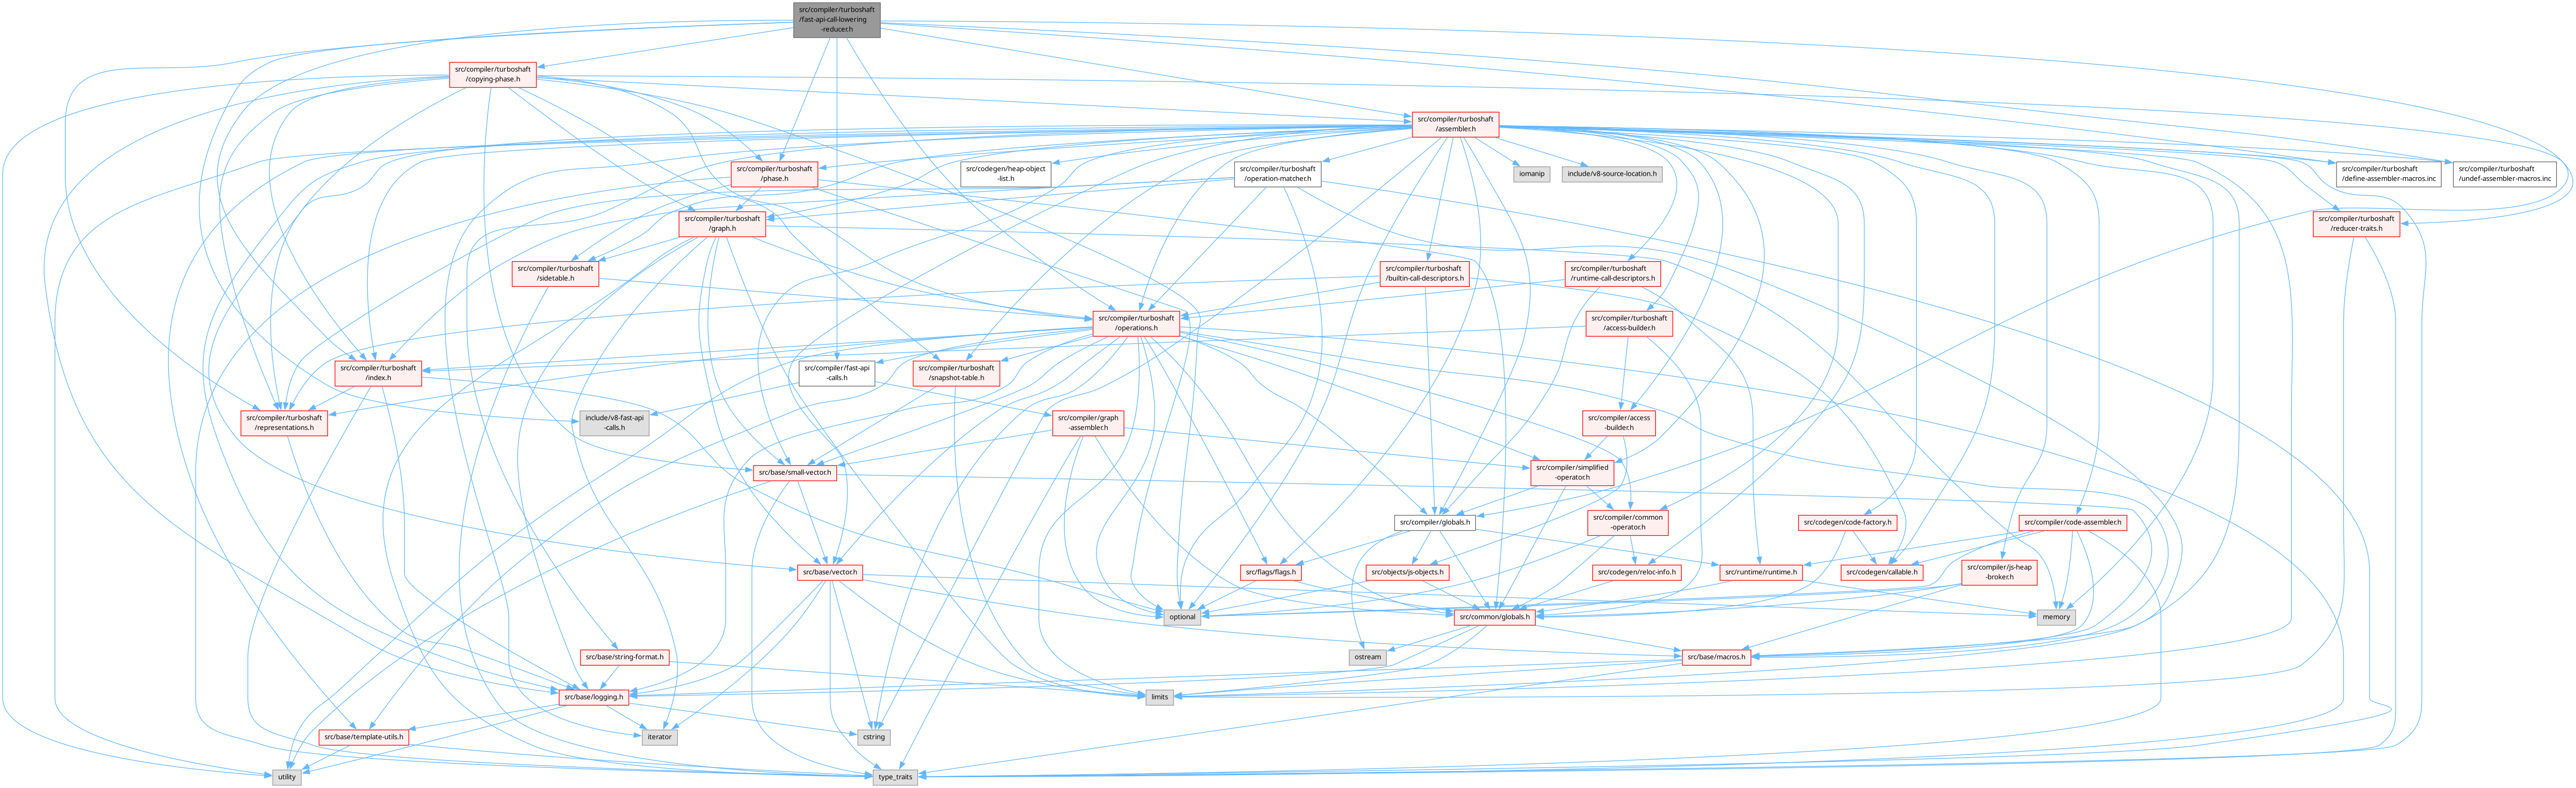 src/compiler/turboshaft
/fast-api-call-lowering
-reducer.h
src/compiler/turboshaft
/copying-phase.h
src/compiler/turboshaft
/assembler.h
src/compiler/turboshaft
/phase.h
src/codegen/heap-object
-list.h
src/compiler/turboshaft
/operation-matcher.h
iomanip
include/v8-source-location.h
src/compiler/turboshaft
/define-assembler-macros.inc
src/compiler/turboshaft
/undef-assembler-macros.inc
src/compiler/turboshaft
/graph.h
src/compiler/turboshaft
/reducer-traits.h
src/compiler/turboshaft
/sidetable.h
src/compiler/turboshaft
/builtin-call-descriptors.h
src/compiler/turboshaft
/runtime-call-descriptors.h
src/compiler/turboshaft
/operations.h
src/compiler/turboshaft
/access-builder.h
src/compiler/turboshaft
/index.h
src/compiler/fast-api
-calls.h
src/compiler/turboshaft
/snapshot-table.h
src/compiler/turboshaft
/representations.h
include/v8-fast-api
-calls.h
src/compiler/graph
-assembler.h
src/compiler/access
-builder.h
src/base/small-vector.h
src/compiler/simplified
-operator.h
src/compiler/globals.h
src/compiler/common
-operator.h
src/codegen/code-factory.h
src/compiler/code-assembler.h
src/base/vector.h
src/flags/flags.h
src/objects/js-objects.h
src/codegen/reloc-info.h
src/runtime/runtime.h
src/codegen/callable.h
src/compiler/js-heap
-broker.h
optional
src/common/globals.h
memory
src/base/string-format.h
ostream
src/base/macros.h
src/base/logging.h
limits
src/base/template-utils.h
iterator
cstring
utility
type_traits